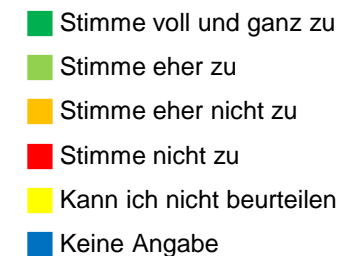 Stimme voll und ganz zu
Stimme eher zu
Stimme eher nicht zu
Stimme nicht zu
Kann ich nicht beurteilen
Keine Angabe